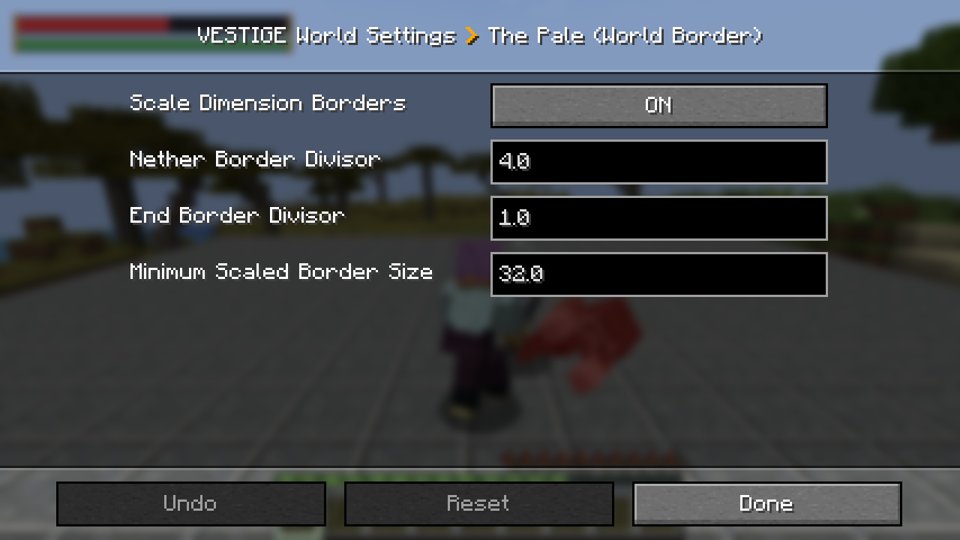 VESTIGE World Settings > The Pale (World Border)
Scale Dimension Borders
ON
Nether Border Divisor
4.0
End Border Divisor
1.0
Minimum Scaled Border Size
32.0
Undo
Reset
Done